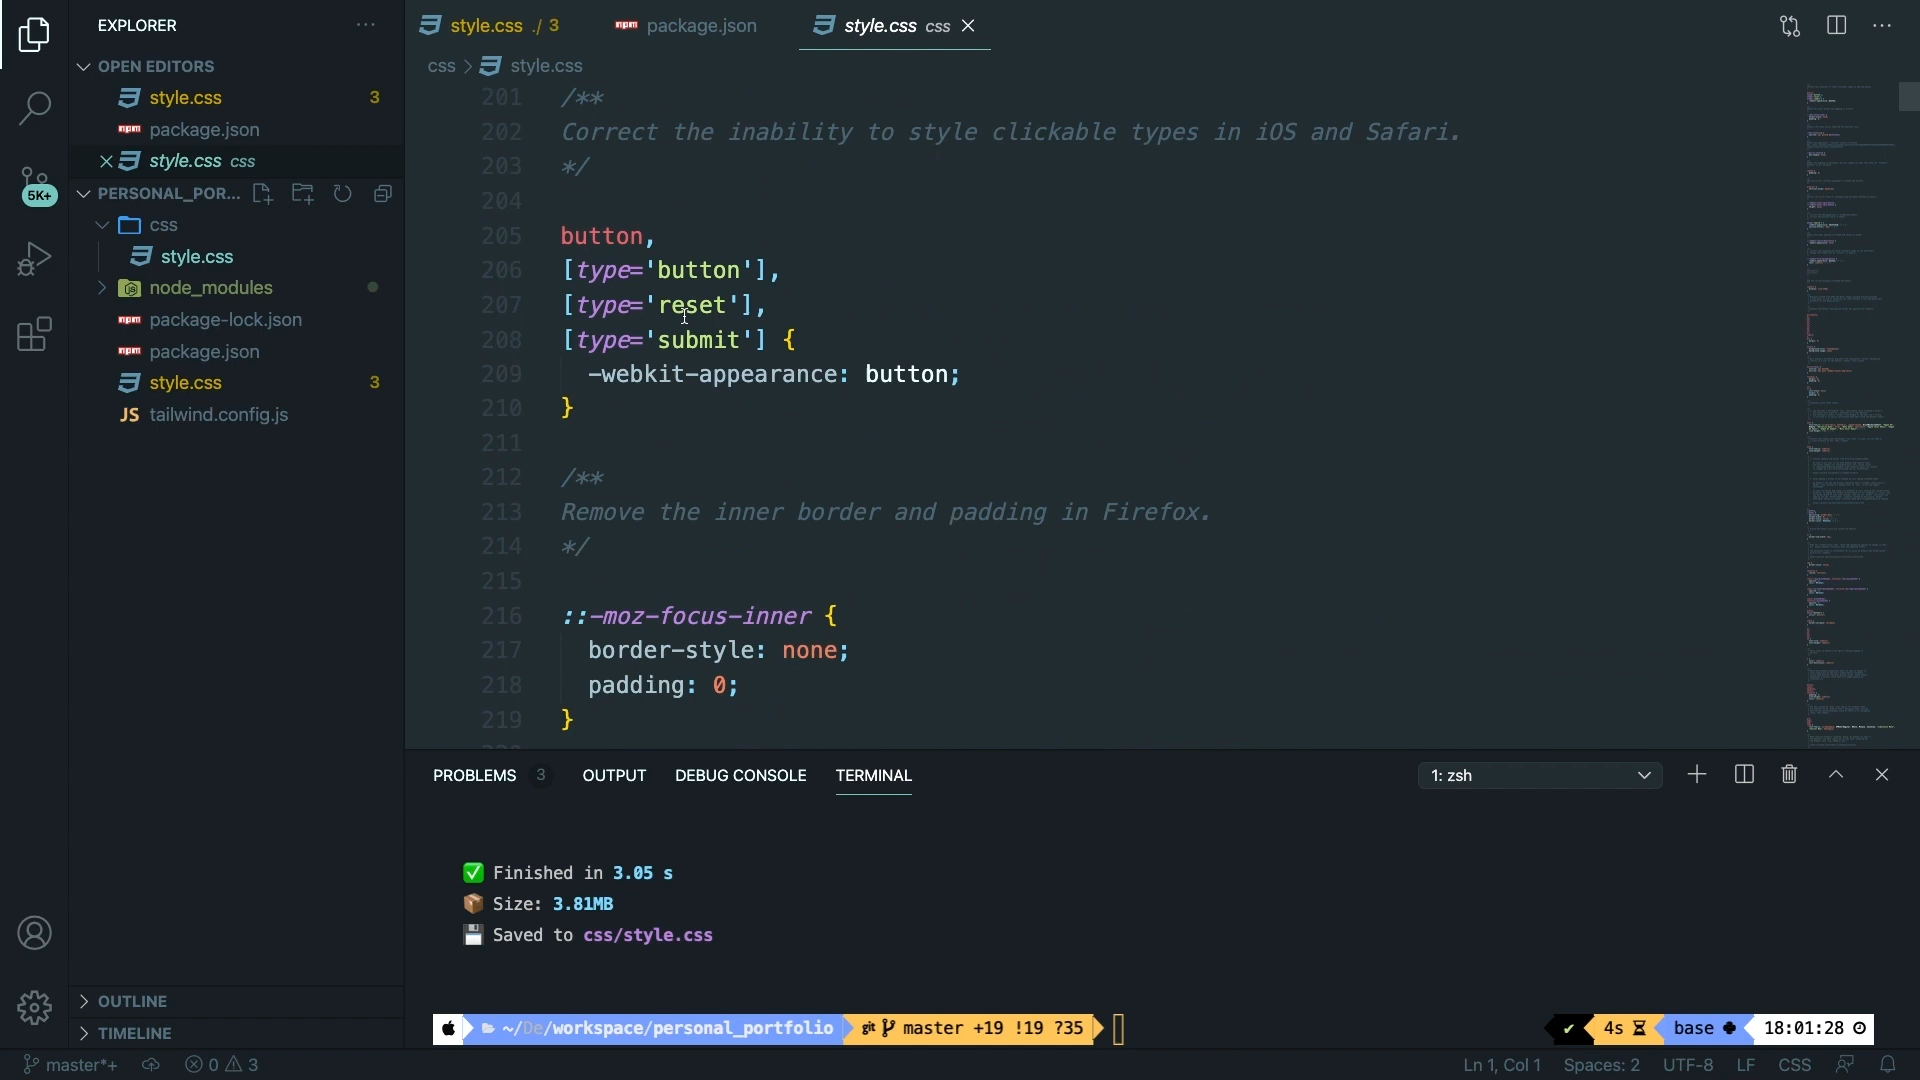 EXPLORER
OPEN EDITORS
style.css 3
package.json
style.css css
PERSONAL_POR...
css
style.css
node_modules
package-lock.json
package.json
style.css 3
JS tailwind.config.js
OUTLINE
TIMELINE
5K+
style.css ./ 3
package.json
style.css css
css > style.css
201 /**
202 Correct the inability to style clickable types in iOS and Safari.
203 */
204
205 button,
206 [type='button'],
207 [type='reset'],
208 [type='submit'] {
209 -webkit-appearance: button;
210 }
211
212 /**
213 Remove the inner border and padding in Firefox.
214 */
215
216 ::-moz-focus-inner {
217 border-style: none;
218 padding: 0;
219 }
PROBLEMS 3 OUTPUT DEBUG CONSOLE TERMINAL 1: zsh
Finished in 3.05 s
Size: 3.81MB
Saved to css/style.css
~/De/workspace/personal_portfolio git master +19 !19 ?35 ✔ 4s base 18:01:28
master*+ 0 3 Ln 1, Col 1 Spaces: 2 UTF-8 LF CSS